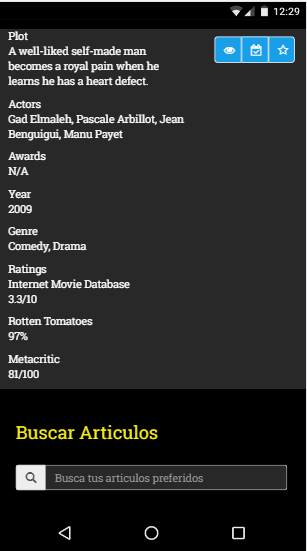 12:29
Plot
A well-liked self-made man
becomes a royal pain when he
learns he has a heart defect.
Actors
Gad Elmaleh, Pascale Arbillot, Jean
Benguigui, Manu Payet
Awards
N/A
Year
2009
Genre
Comedy, Drama
Ratings
Internet Movie Database
3.3/10
Rotten Tomatoes
97%
Metacritic
81/100
Buscar Articulos
Busca tus articulos preferidos